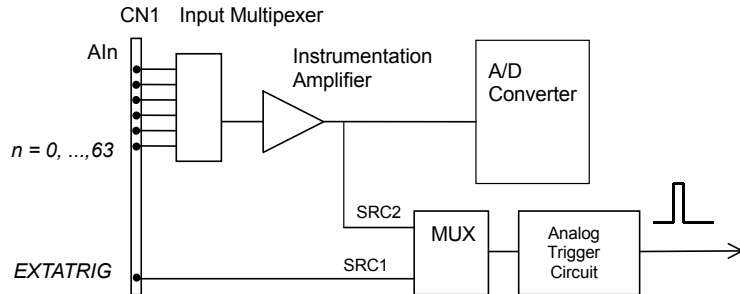 CN1 Input Multipexer
AIn
Instrumentation
Amplifier
A/D
Converter
n = 0, ...,63
SRC2
MUX
Analog
Trigger
Circuit
EXTATRIG
SRC1